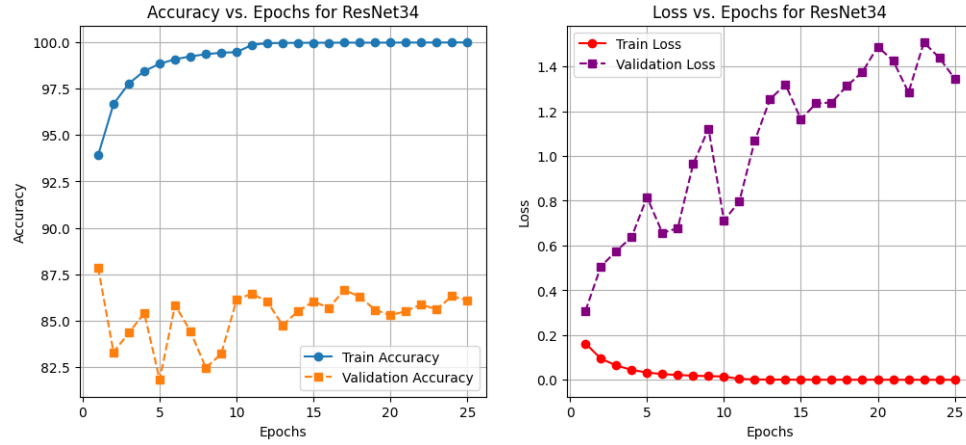 Accuracy vs. Epochs for ResNet34
100.0
97.5
95.0
92.5
90.0
87.5
85.0
82.5
Accuracy
Train Accuracy
Validation Accuracy
0 5 10 15 20 25
Epochs
Loss vs. Epochs for ResNet34
Train Loss
Validation Loss
1.4
1.2
1.0
0.8
0.6
0.4
0.2
0.0
Loss
0 5 10 15 20 25
Epochs